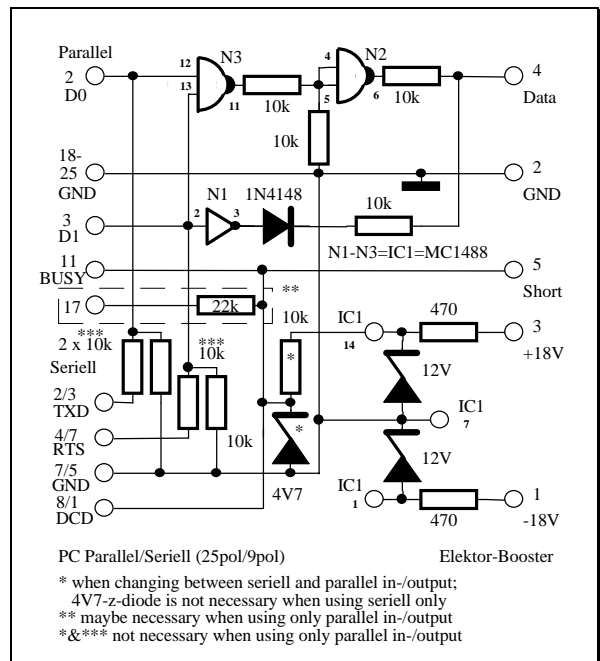 Parallel
2
D0
12
13
N3
11
10k
4
5
N2
6
10k
4
Data
10k
18-
25
GND
2
GND
3
D1
N1
2
3
1N4148
10k
N1-N3=IC1=MC1488
11
BUSY
5
Short
17
22k
**
10k
***
2 x 10k
***
10k
Seriell
*
IC1
14
470
3
+18V
12V
2/3
TXD
4/7
RTS
10k
*
4V7
IC1
7
12V
7/5
GND
8/1
DCD
IC1
1
470
1
-18V
PC Parallel/Seriell (25pol/9pol)
Elektor-Booster
* when changing between seriell and parallel in-/output;
4V7-z-diode is not necessary when using seriell only
** maybe necessary when using only parallel in-/output
*&*** not necessary when using only parallel in-/output